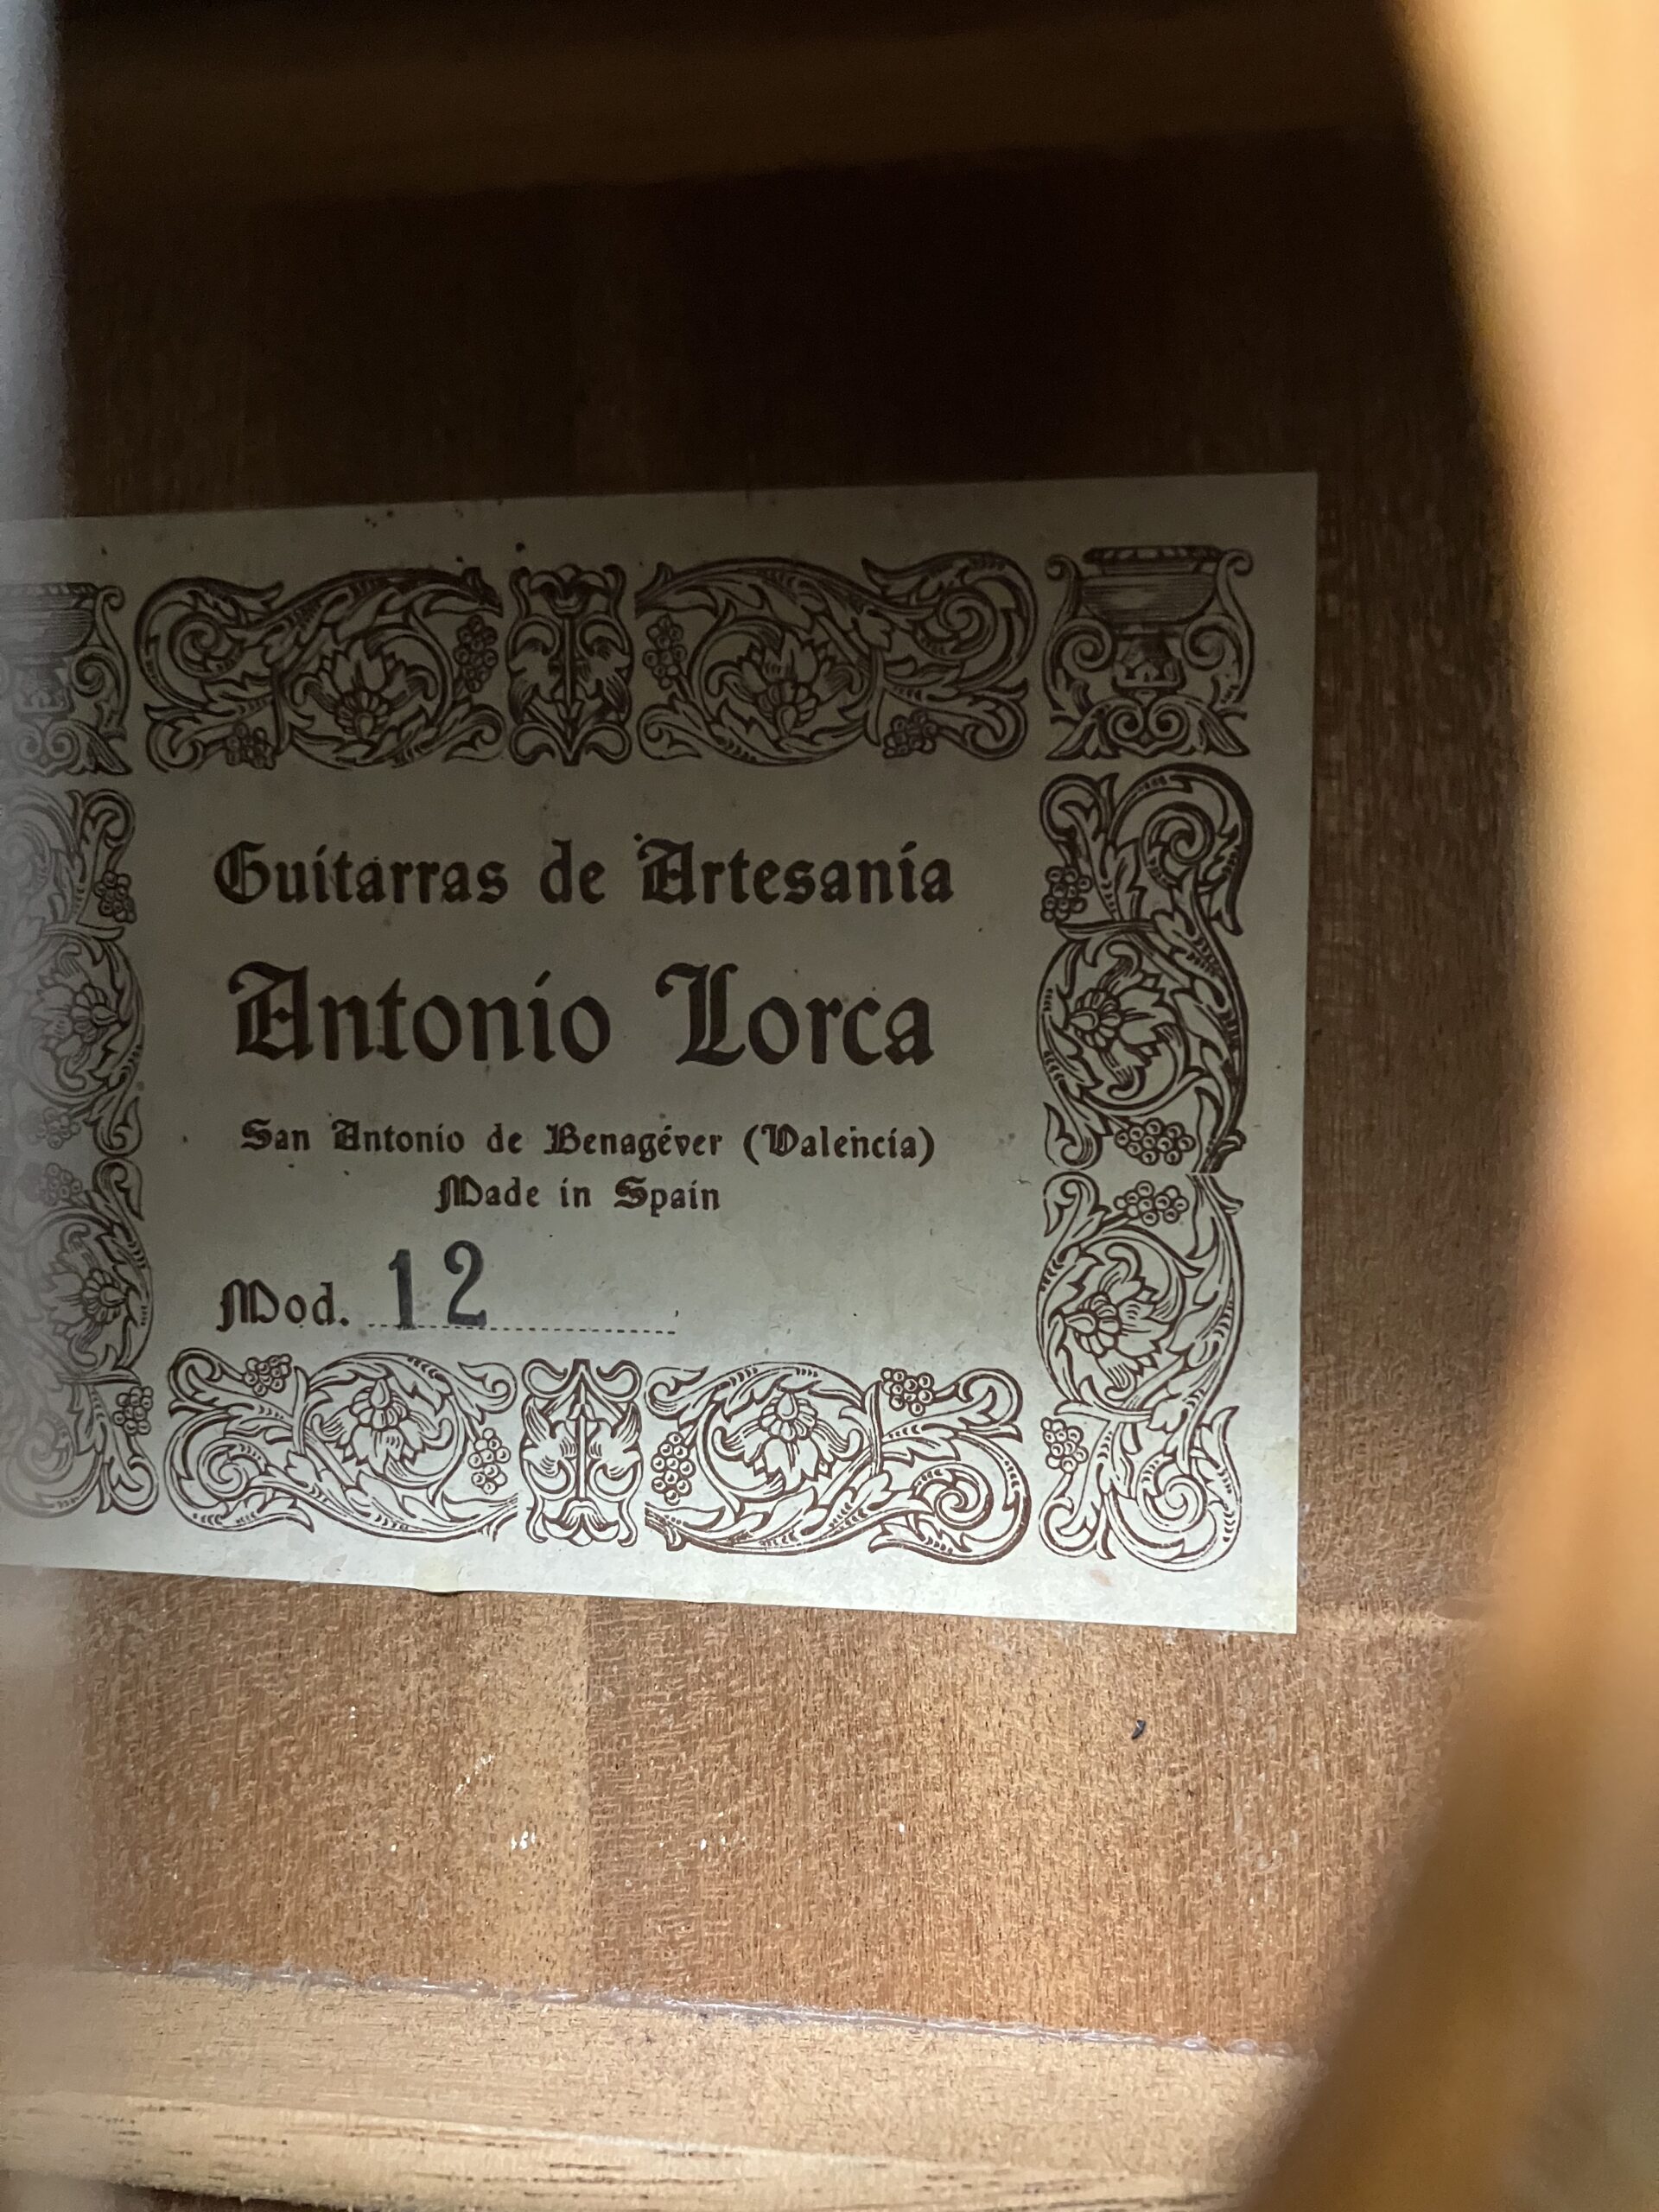 Guitarras de Artesanía
Antonio Lorca
San Antonio de Benagéver (Valencia)
Made in Spain
Mod. 12